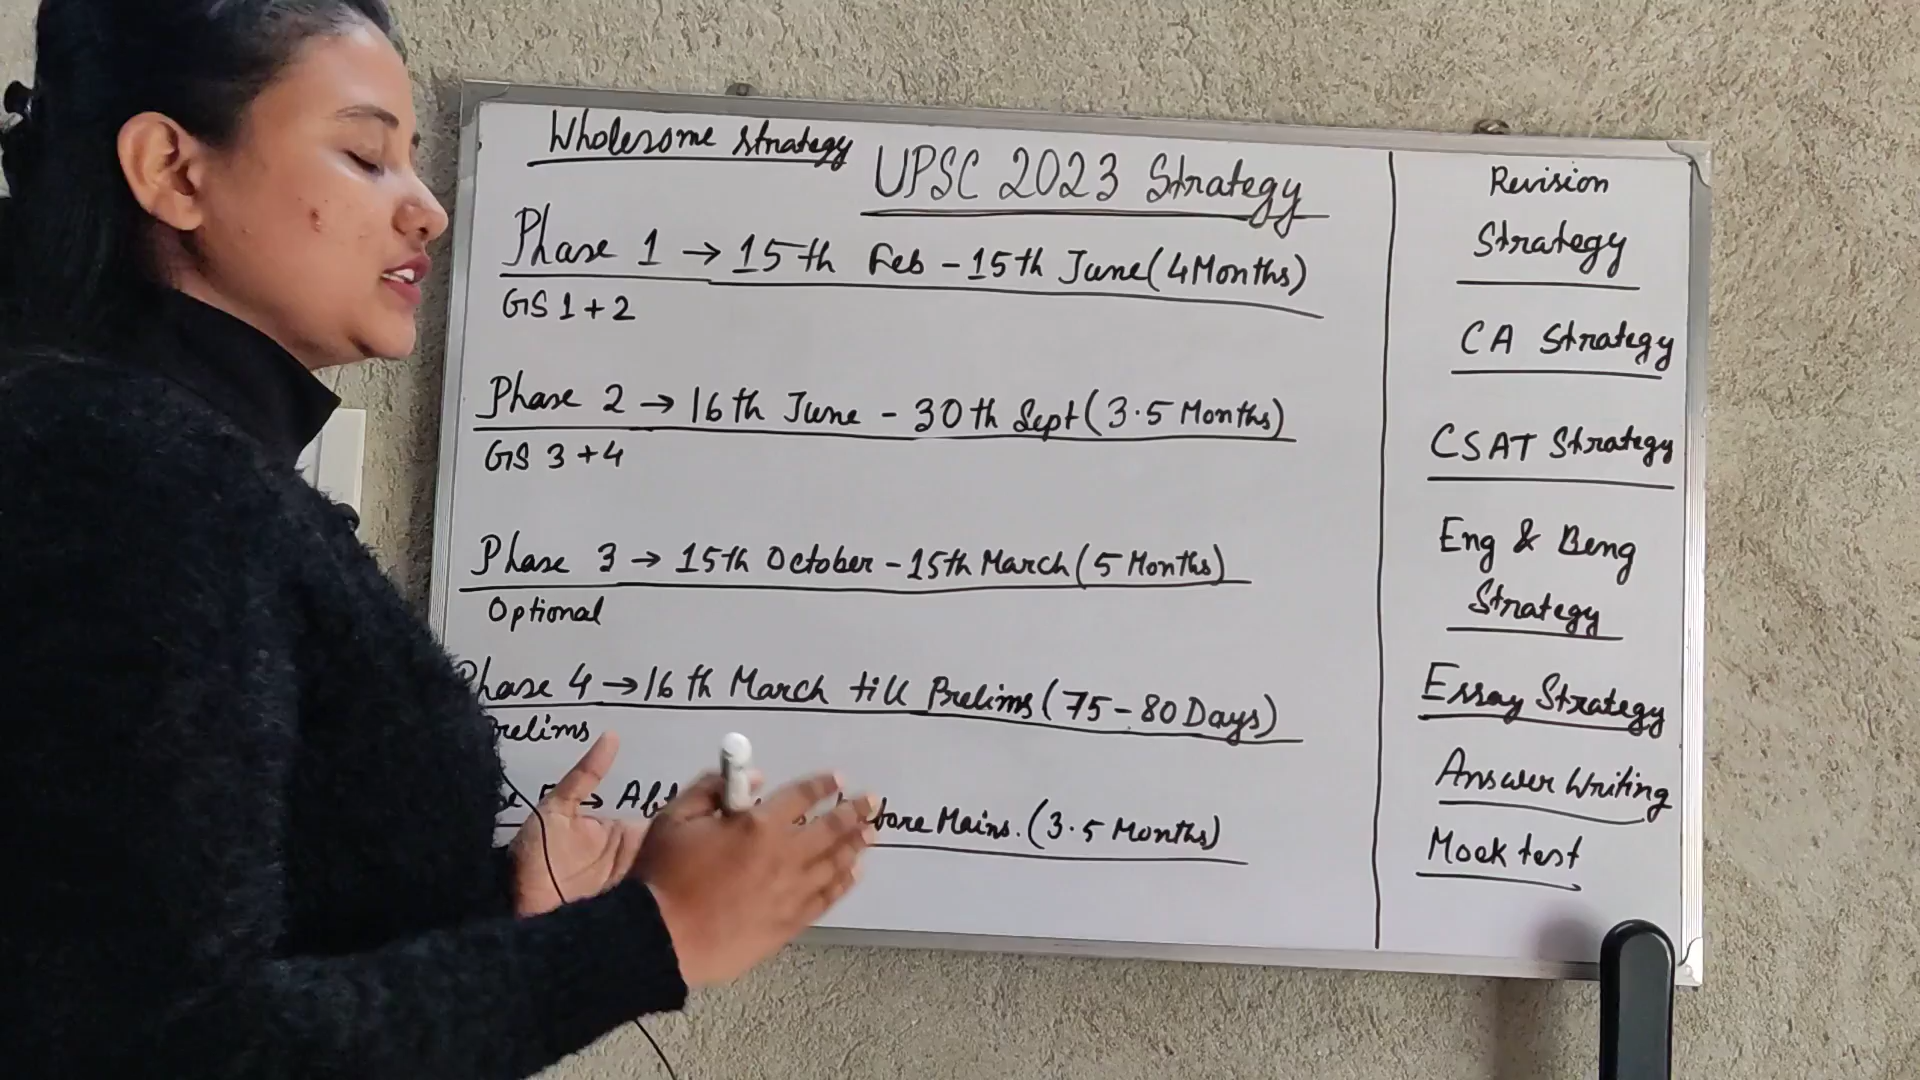 Wholesome strategy
UPSC 2023 Strategy
Phase 1 → 15th Feb - 15th June (4 Months)
GS 1 + 2
Phase 2 → 16th June - 30th Sept (3.5 Months)
GS 3 + 4
Phase 3 → 15th October - 15th March (5 Months)
Optional
Phase 4 → 16th March till Prelims (75 - 80 Days)
Prelims
→ Mains. (3.5 Months)
Revision
Strategy
CA Strategy
CSAT Strategy
Eng & Beng
Strategy
Essay Strategy
Answer Writing
Mock test